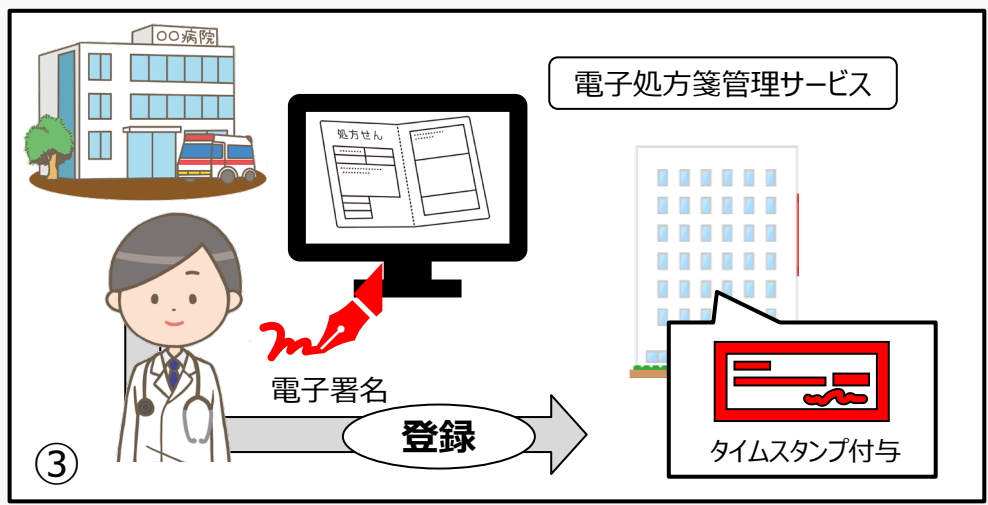 〇〇病院
電子処方箋管理サービス
処方せん
電子署名
登録
タイムスタンプ付与
③